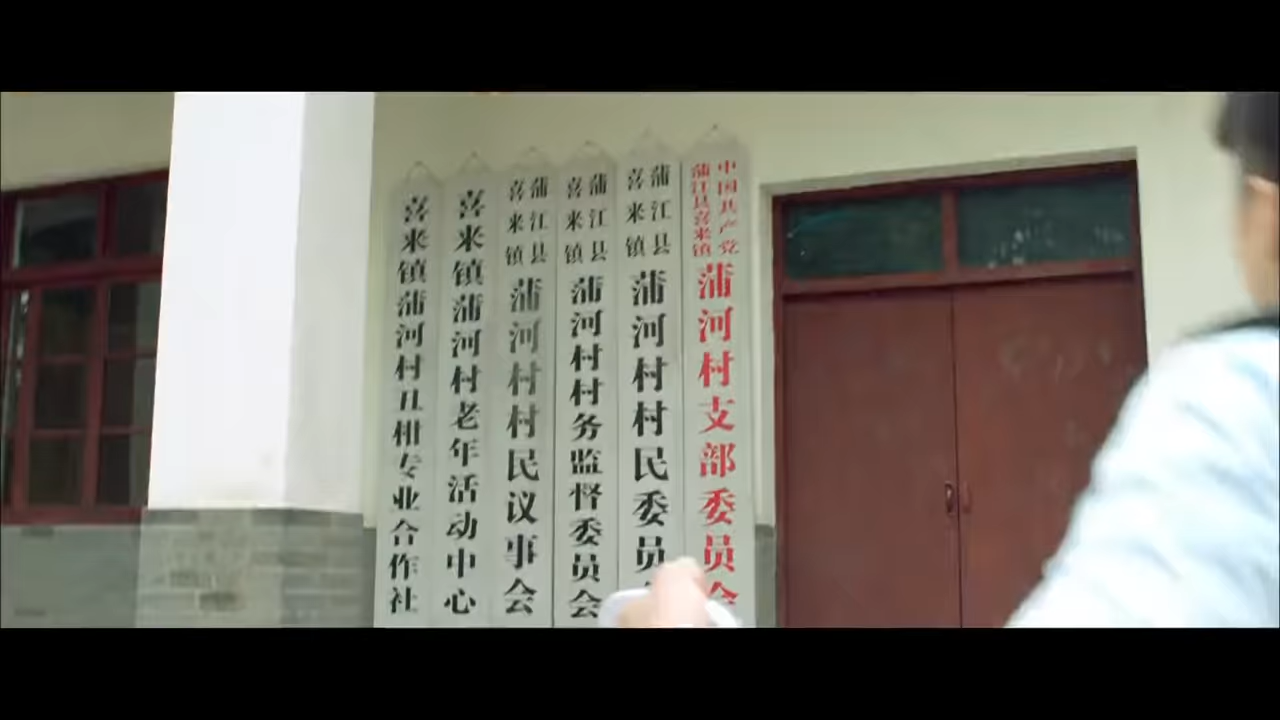 中国共产党
蒲江县喜来镇
蒲河村支部委员会
蒲江县
喜来镇
蒲河村村民委员
蒲江县
喜来镇
蒲河村村务监督委员会
蒲江县
喜来镇
蒲河村村民议事会
喜来镇蒲河村老年活动中心
喜来镇蒲河村丑柑专业合作社